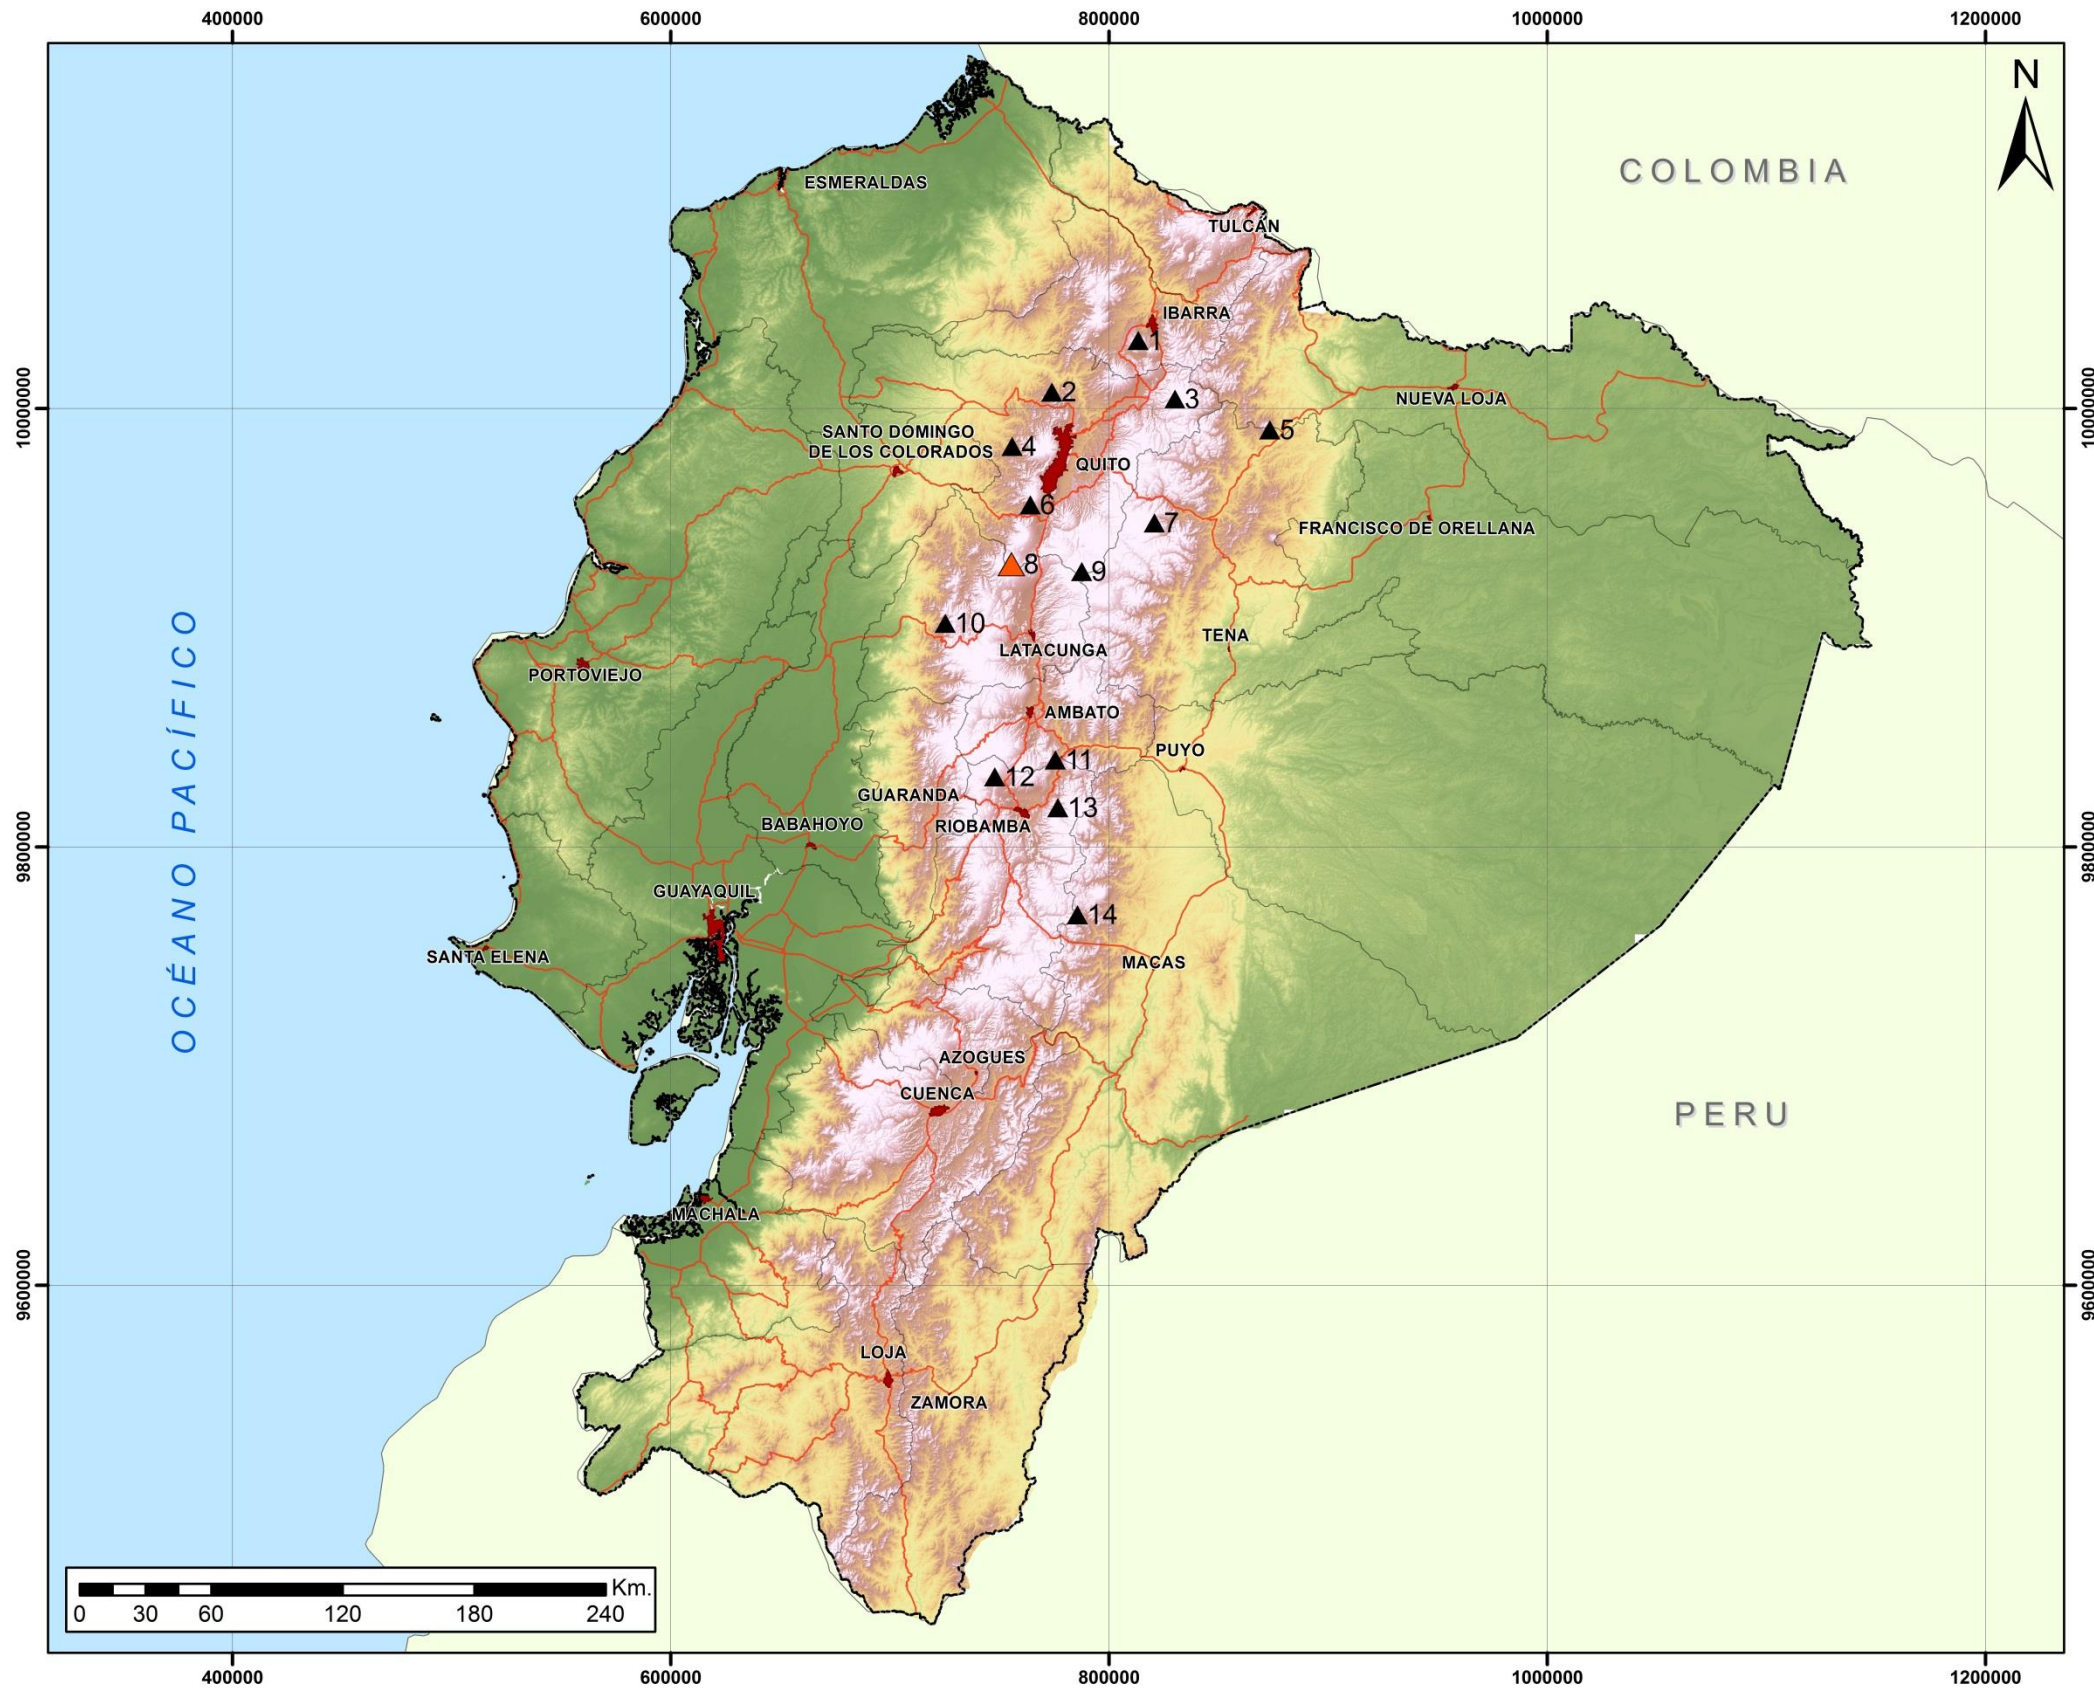 400000
600000
800000
1000000
1200000
N
COLOMBIA
ESMERALDAS
TULCÁN
IBARRA
1
2
3
NUEVA LOJA
10000000
10000000
SANTO DOMINGO
DE LOS COLORADOS
4
5
QUITO
6
7
FRANCISCO DE ORELLANA
8
9
10
LATACUNGA
TENA
PORTOVIEJO
OCÉANO PACÍFICO
AMBATO
PUYO
11
12
GUARANDA
13
BABAHOYO
RIOBAMBA
9800000
9800000
GUAYAQUIL
14
SANTA ELENA
MACAS
AZOGUES
CUENCA
PERU
MACHALA
9600000
9600000
LOJA
ZAMORA
Km.
0
30
60
120
180
240
400000
600000
800000
1000000
1200000